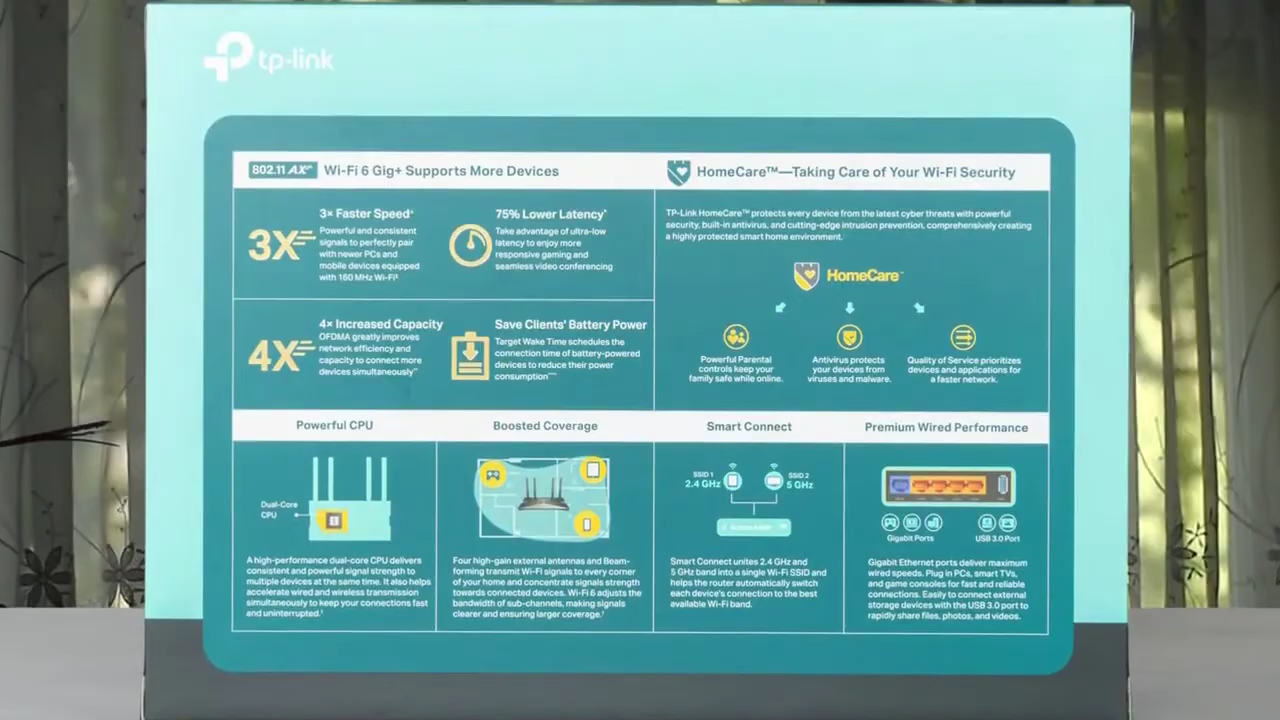 tp-link
802.11 AX Wi-Fi 6 Gig+ Supports More Devices
3X
3× Faster Speed+
Powerful and consistent
signals to perfectly pair
with newer PCs and
mobile devices equipped
with 160 MHz Wi-Fi‡
75% Lower Latency*
Take advantage of ultra-low
latency to enjoy more
responsive gaming and
seamless video conferencing
4X
4× Increased Capacity
OFDMA greatly improves
network efficiency and
capacity to connect more
devices simultaneously**
Save Clients' Battery Power
Target Wake Time schedules the
connection time of battery-powered
devices to reduce their power
consumption
HomeCare™—Taking Care of Your Wi-Fi Security
TP-Link HomeCare™ protects every device from the latest cyber threats with powerful
security, built-in antivirus, and cutting-edge intrusion prevention, comprehensively creating
a highly protected smart home environment.
HomeCare™
Powerful Parental
controls keep your
family safe while online.
Antivirus protects
your devices from
viruses and malware.
Quality of Service prioritizes
devices and applications for
a faster network.
Powerful CPU
Dual-Core
CPU
A high-performance dual-core CPU delivers
consistent and powerful signal strength to
multiple devices at the same time. It also helps
accelerate wired and wireless transmission
simultaneously to keep your connections fast
and uninterrupted.
Boosted Coverage
Four high-gain external antennas and Beam-
forming transmit Wi-Fi signals to every corner
of your home and concentrate signals strength
towards connected devices. Wi-Fi 6 adjusts the
bandwidth of sub-channels, making signals
clearer and ensuring larger coverage.
Smart Connect
SSID 1
2.4 GHz
SSID 2
5 GHz
Smart Connect unites 2.4 GHz and
5 GHz band into a single Wi-Fi SSID and
helps the router automatically switch
each device's connection to the best
available Wi-Fi band.
Premium Wired Performance
Gigabit Ports
USB 3.0 Port
Gigabit Ethernet ports deliver maximum
wired speeds. Plug in PCs, smart TVs,
and game consoles for fast and reliable
connections. Easily to connect external
storage devices with the USB 3.0 port to
rapidly share files, photos, and videos.